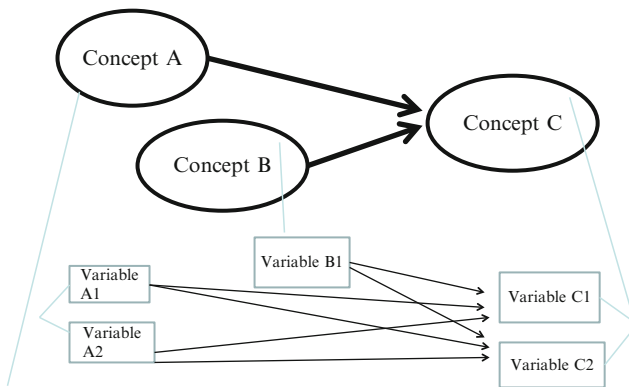 Concept A
Concept B
Concept C
Variable B1
Variable
A1
Variable
A2
Variable C1
Variable C2